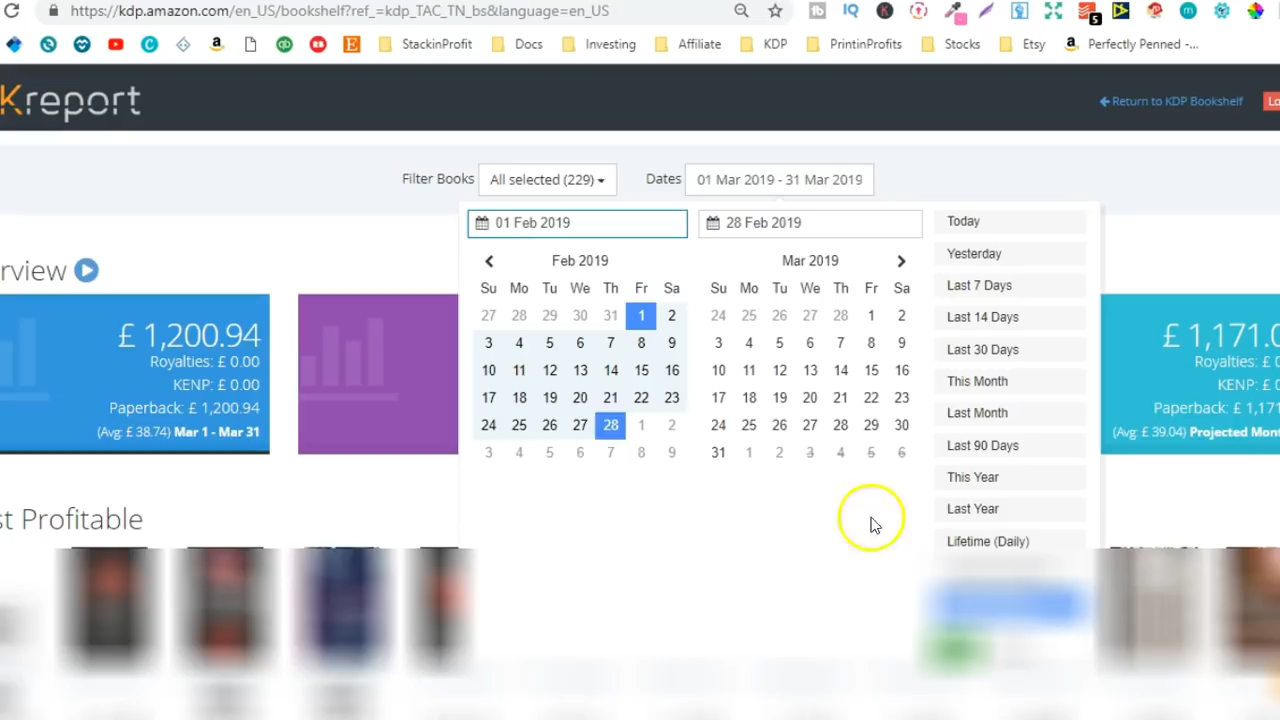 https://kdp.amazon.com/en_US/bookshelf?ref_=kdp_TAC_TN_bs&language=en_US
5
StackinProfit Docs Investing Affiliate KDP PrintinProfits Stocks Etsy Perfectly Penned -...
Kreport
Return to KDP Bookshelf
Lo
Filter Books All selected (229) Dates 01 Mar 2019 - 31 Mar 2019
01 Feb 2019 28 Feb 2019
Feb 2019 Mar 2019
Su Mo Tu We Th Fr Sa Su Mo Tu We Th Fr Sa
27 28 29 30 31 1 2 24 25 26 27 28 1 2
3 4 5 6 7 8 9 3 4 5 6 7 8 9
10 11 12 13 14 15 16 10 11 12 13 14 15 16
17 18 19 20 21 22 23 17 18 19 20 21 22 23
24 25 26 27 28 1 2 24 25 26 27 28 29 30
3 4 5 6 7 8 9 31 1 2 3 4 5 6
Today
Yesterday
Last 7 Days
Last 14 Days
Last 30 Days
This Month
Last Month
Last 90 Days
This Year
Last Year
Lifetime (Daily)
rview
£ 1,200.94
Royalties: £ 0.00
KENP: £ 0.00
Paperback: £ 1,200.94
(Avg: £ 38.74) Mar 1 - Mar 31
£ 1,171.0
Royalties: £ 0
KENP: £ 0
Paperback: £ 1,171
(Avg: £ 39.04) Projected Mon
st Profitable